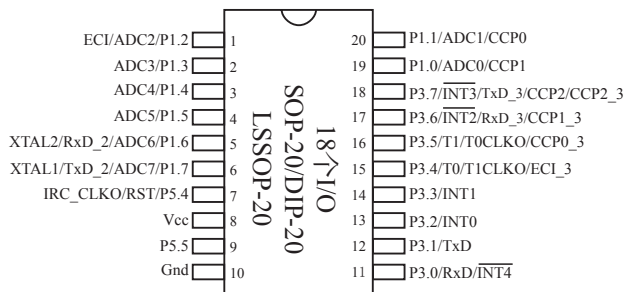 ECI/ADC2/P1.2 1
ADC3/P1.3 2
ADC4/P1.4 3
ADC5/P1.5 4
XTAL2/RxD_2/ADC6/P1.6 5
XTAL1/TxD_2/ADC7/P1.7 6
IRC_CLKO/RST/P5.4 7
Vcc 8
P5.5 9
Gnd 10
18个I/O
SOP-20/DIP-20
LSSOP-20
20 P1.1/ADC1/CCP0
19 P1.0/ADC0/CCP1
18 P3.7/INT3/TxD_3/CCP2/CCP2_3
17 P3.6/INT2/RxD_3/CCP1_3
16 P3.5/T1/T0CLKO/CCP0_3
15 P3.4/T0/T1CLKO/ECI_3
14 P3.3/INT1
13 P3.2/INT0
12 P3.1/TxD
11 P3.0/RxD/INT4